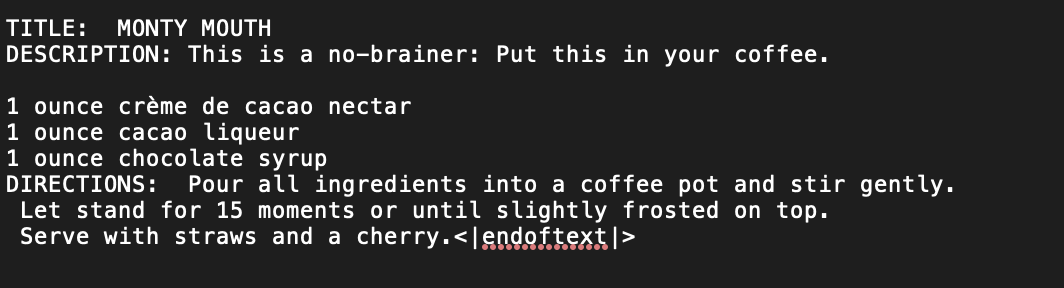 TITLE:  MONTY MOUTH
DESCRIPTION: This is a no-brainer: Put this in your coffee.

1 ounce crème de cacao nectar
1 ounce cacao liqueur
1 ounce chocolate syrup
DIRECTIONS:  Pour all ingredients into a coffee pot and stir gently.
 Let stand for 15 moments or until slightly frosted on top.
 Serve with straws and a cherry.<|endoftext|>